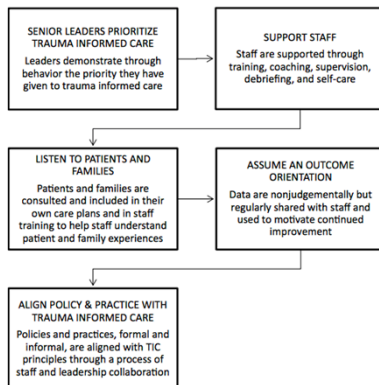 SENIOR LEADERS PRIORITIZE
TRAUMA INFORMED CARE
Leaders demonstrate through
behavior the priority they have
given to trauma informed care
SUPPORT STAFF
Staff are supported through
training, coaching, supervision,
debriefing, and self-care
LISTEN TO PATIENTS AND
FAMILIES
Patients and families are
consulted and included in their
own care plans and in staff
training to help staff understand
patient and family experiences
ASSUME AN OUTCOME
ORIENTATION
Data are nonjudgementally but
regularly shared with staff and
used to motivate continued
improvement
ALIGN POLICY & PRACTICE WITH
TRAUMA INFORMED CARE
Policies and practices, formal and
informal, are aligned with TIC
principles through a process of
staff and leadership collaboration